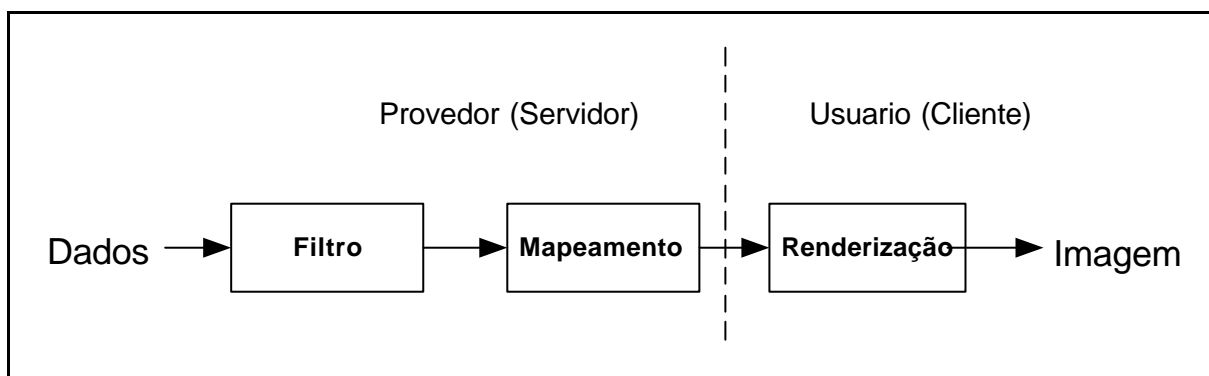 Provedor (Servidor)
Usuario (Cliente)
Dados
Filtro
Mapeamento
Renderização
Imagem